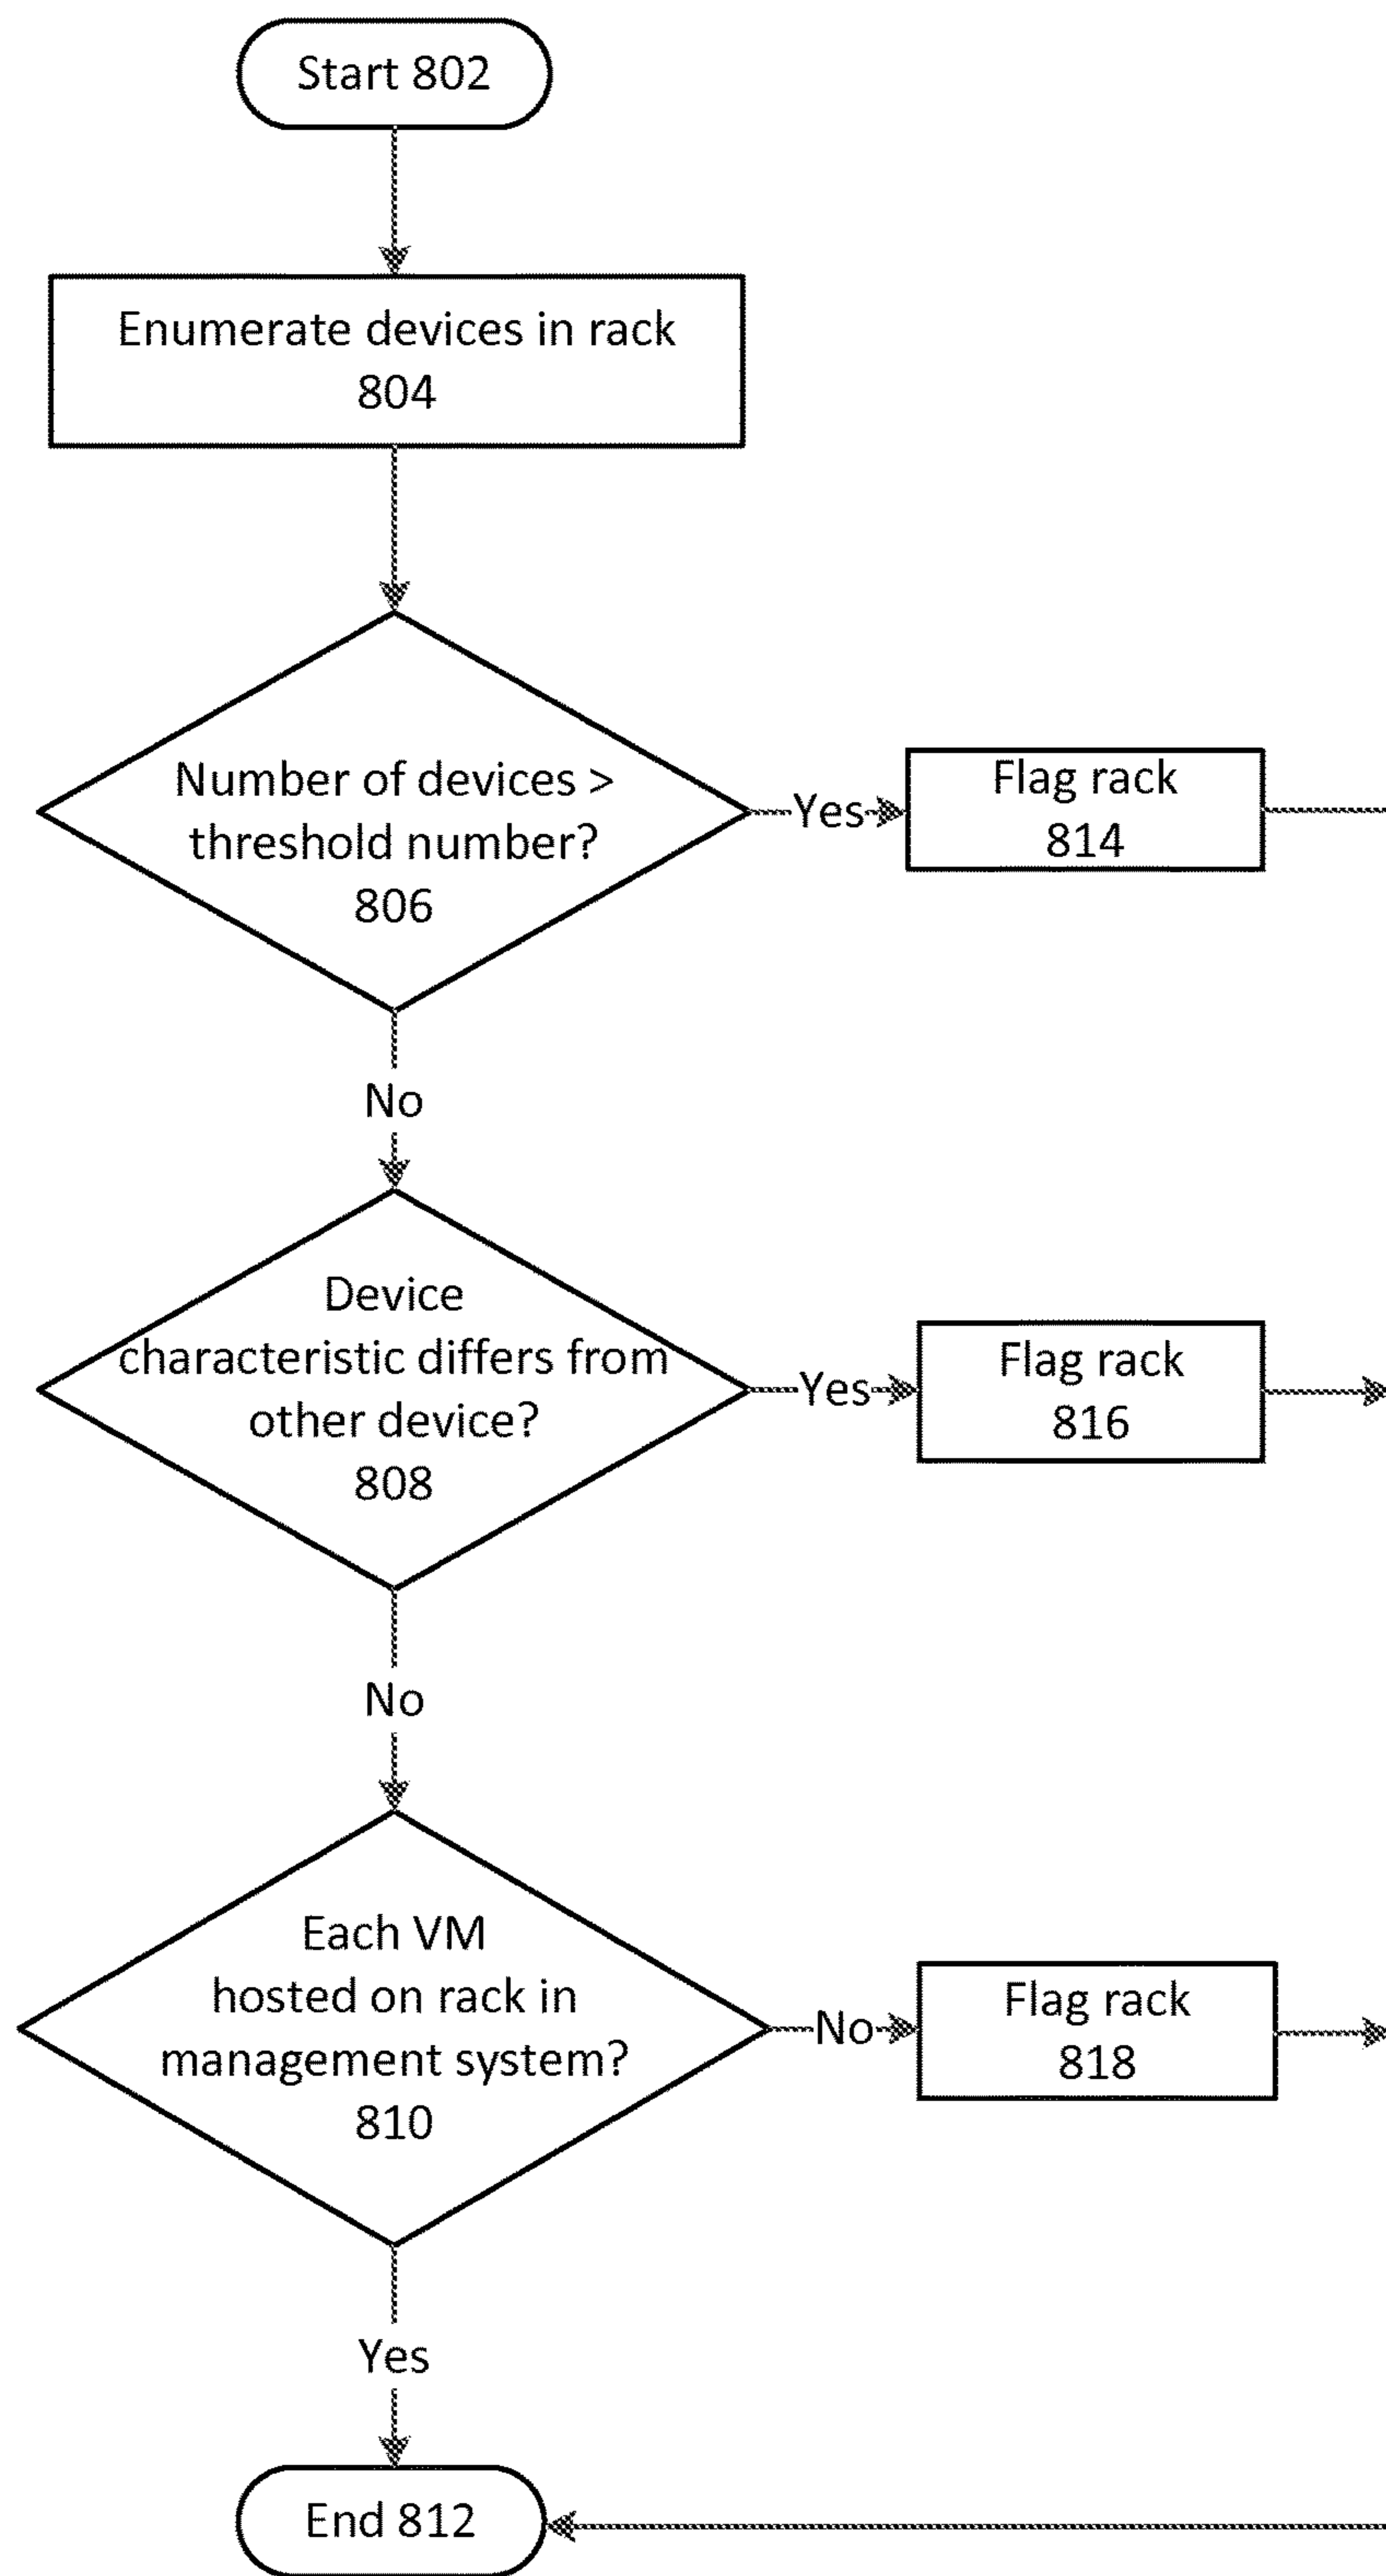 Start 802
Enumerate devices in rack
804
Number of devices >
threshold number?
806
Yes
Flag rack
814
No
Device
characteristic differs from
other device?
808
Yes
Flag rack
816
No
Each VM
hosted on rack in
management system?
810
No
Flag rack
818
Yes
End 812